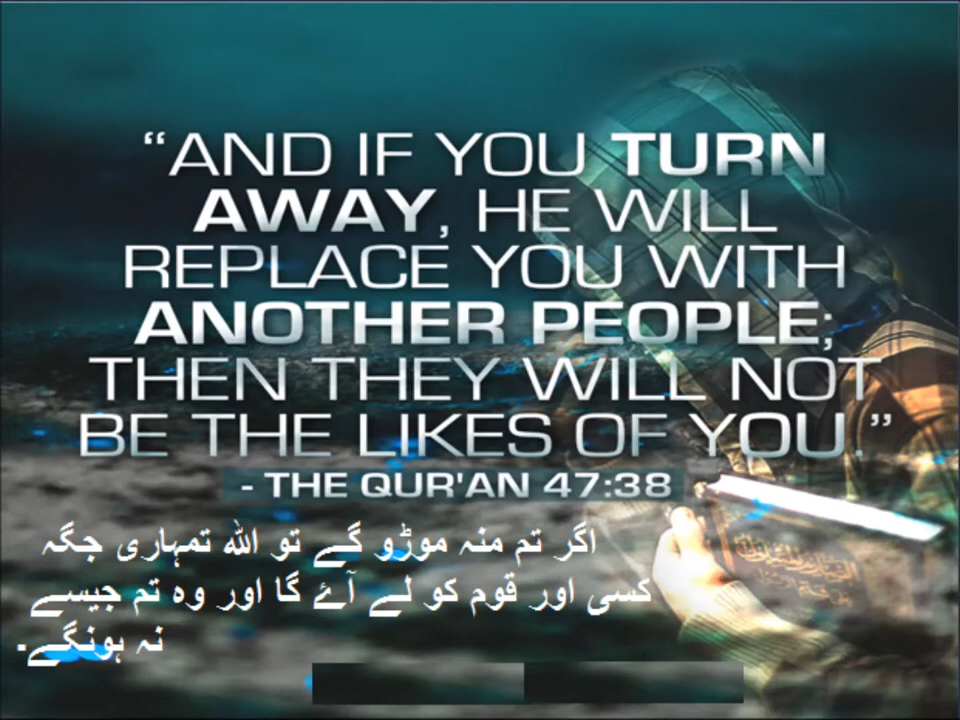 “AND IF YOU TURN
AWAY, HE WILL
REPLACE YOU WITH
ANOTHER PEOPLE;
THEN THEY WILL NOT
BE THE LIKES OF YOU.”
- THE QUR'AN 47:38
اگر تم منہ موڑو گے تو اللہ تمہاری جگہ
کسی اور قوم کو لے آۓ گا اور وہ تم جیسے
نہ ہونگے۔